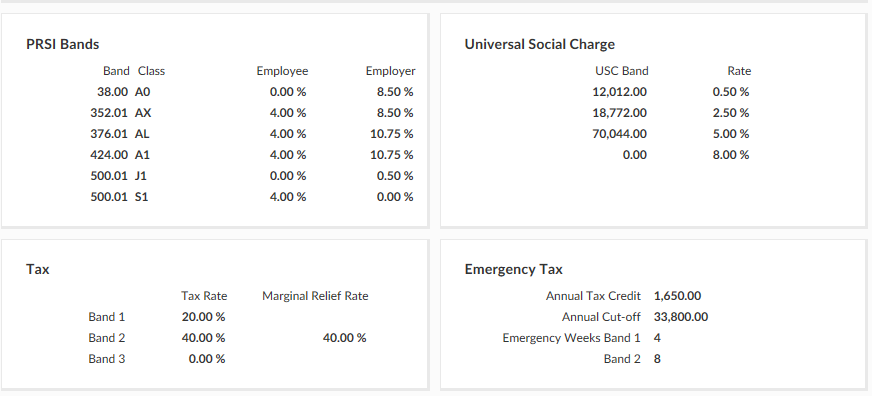 PRSI Bands
Band Class Employee Employer
38.00 A0 0.00 % 8.50 %
352.01 AX 4.00 % 8.50 %
376.01 AL 4.00 % 10.75 %
424.00 A1 4.00 % 10.75 %
500.01 J1 0.00 % 0.50 %
500.01 S1 4.00 % 0.00 %
Universal Social Charge
USC Band Rate
12,012.00 0.50 %
18,772.00 2.50 %
70,044.00 5.00 %
0.00 8.00 %
Tax
Tax Rate Marginal Relief Rate
Band 1 20.00 %
Band 2 40.00 % 40.00 %
Band 3 0.00 %
Emergency Tax
Annual Tax Credit 1,650.00
Annual Cut-off 33,800.00
Emergency Weeks Band 1 4
Band 2 8